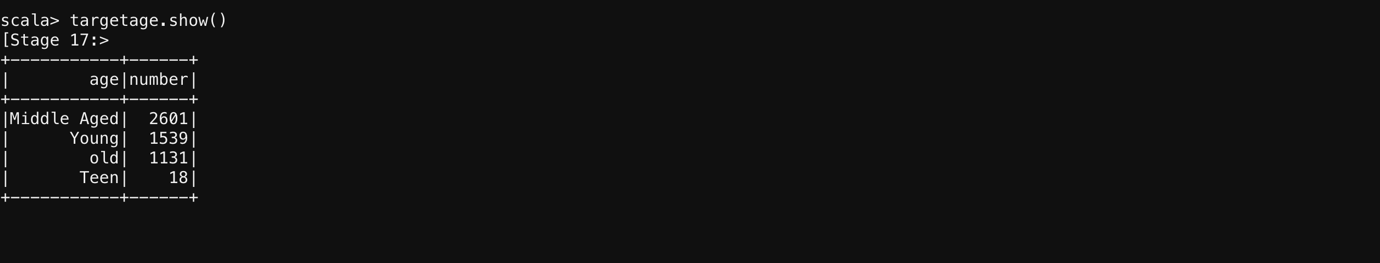 scala> targetage.show()
[Stage 17:>
+-----------+------+
|        age|number|
+-----------+------+
|Middle Aged|  2601|
|      Young|  1539|
|        old|  1131|
|       Teen|    18|
+-----------+------+